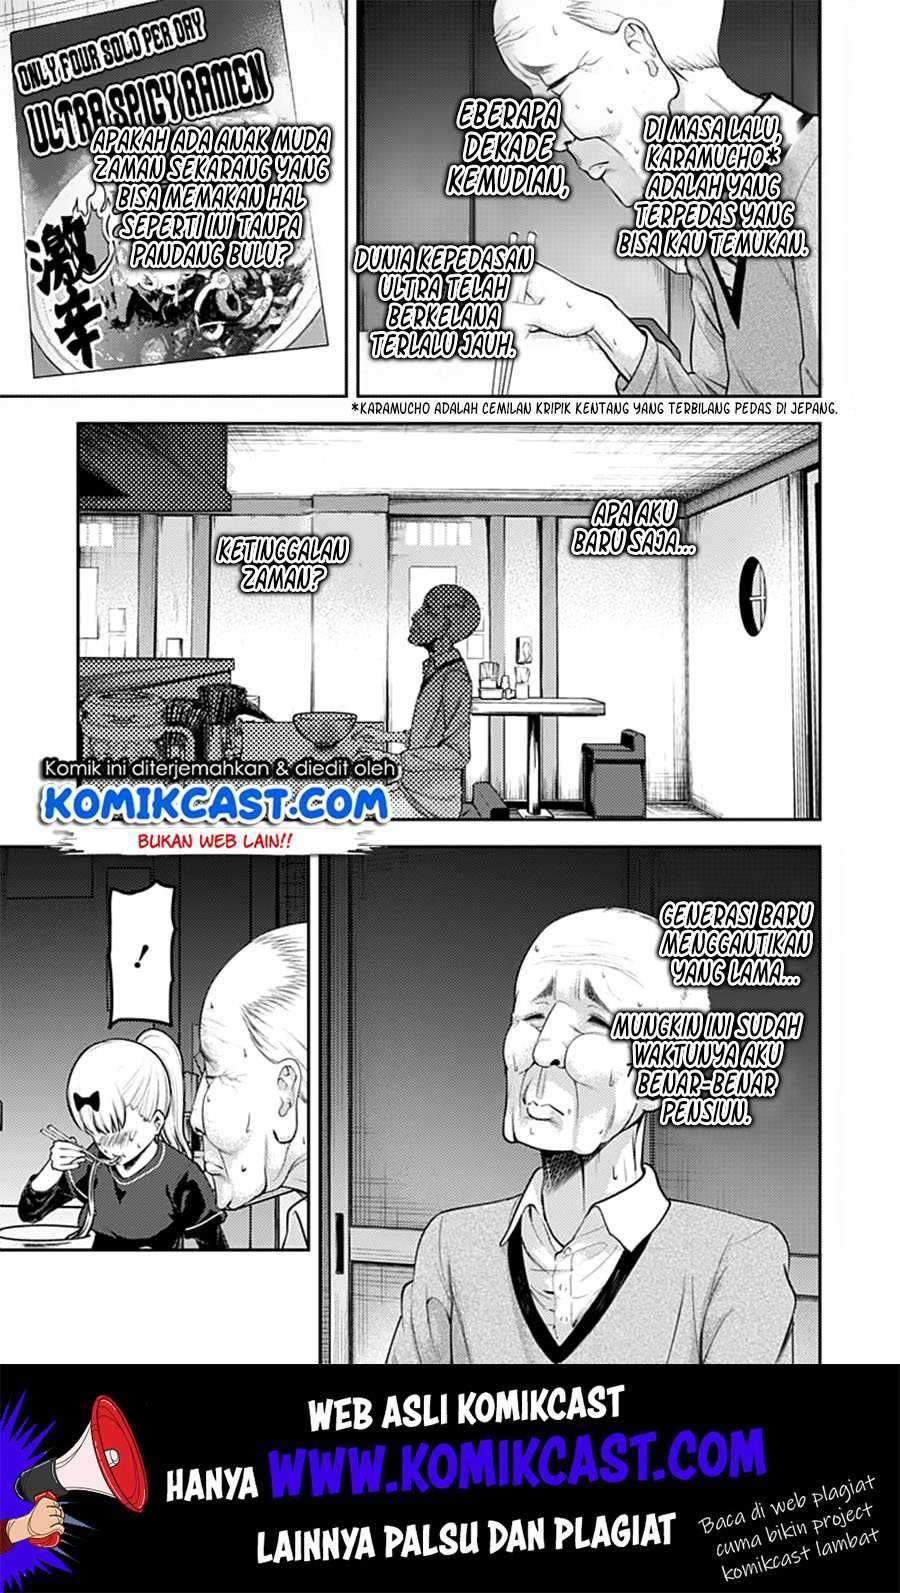 DI MASA LALU,
KARAMUCHO*
ADALAH YANG
TERPEDAS YANG
BISA KAU TEMUKAN.
EBERAPA
DEKADE
KEMUDIAN,
DUNIA KEPEDASAN
ULTRA TELAH
BERKELANA
TERLALU JAUH.
ONLY FOUR SOLO PER DAY
ULTRA SPICY RAMEN
APAKAH ADA ANAK MUDA
ZAMAN SEKARANG YANG
BISA MEMAKAN HAL
SEPERTI INI TANPA
PANDANG BULU?
激辛
*KARAMUCHO ADALAH CEMILAN KRIPIK KENTANG YANG TERBILANG PEDAS DI JEPANG.
APA AKU
BARU SAJA...
KETINGGALAN
ZAMAN?
Komik ini diterjemahkan & diedit oleh
KOMIKCAST.COM
BUKAN WEB LAIN!!
GENERASI BARU
MENGGANTIKAN
YANG LAMA...
MUNGKIN INI SUDAH
WAKTUNYA AKU
BENAR-BENAR
PENSIUN.
!
WEB ASLI KOMIKCAST
HANYA WWW.KOMIKCAST.COM
LAINNYA PALSU DAN PLAGIAT
Baca di web plagiat
cuma bikin project
komikcast lambat